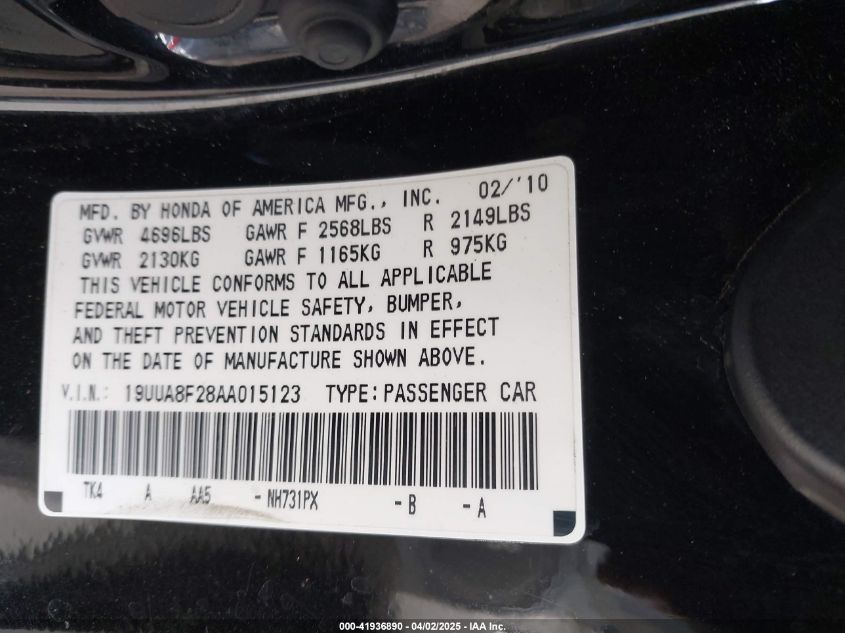 MFD. BY HONDA OF AMERICA MFG., INC. 02/'10
GVWR 4696LBS GAWR F 2568LBS R 2149LBS
GVWR 2130KG GAWR F 1165KG R 975KG
THIS VEHICLE CONFORMS TO ALL APPLICABLE
FEDERAL MOTOR VEHICLE SAFETY, BUMPER,
AND THEFT PREVENTION STANDARDS IN EFFECT
ON THE DATE OF MANUFACTURE SHOWN ABOVE.
V.I.N.: 19UUA8F28AA015123 TYPE:PASSENGER CAR
TK4 A AA5 -NH731PX -B -A
000-41936890 - 04/02/2025 - IAA Inc.